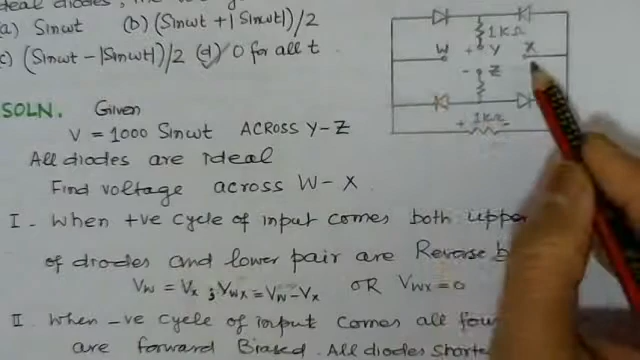 deal diodes,
(a) Sinωt (b) (Sinωt + |Sinωt|)/2
(c) (Sinωt - |Sinωt|)/2 (d) 0 for all t
1KΩ
W + Y X
- Z
+ 1KΩ -
SOLN. Given
V = 1000 Sinωt ACROSS Y-Z
All diodes are ideal
Find voltage across W-X.
I - When +ve cycle of input comes both upper
of diodes and lower pair are Reverse b
Vw = Vx ; Vwx = Vw - Vx OR Vwx = 0
II - When -ve cycle of input comes all fou
are forward Biased. All diodes shorte